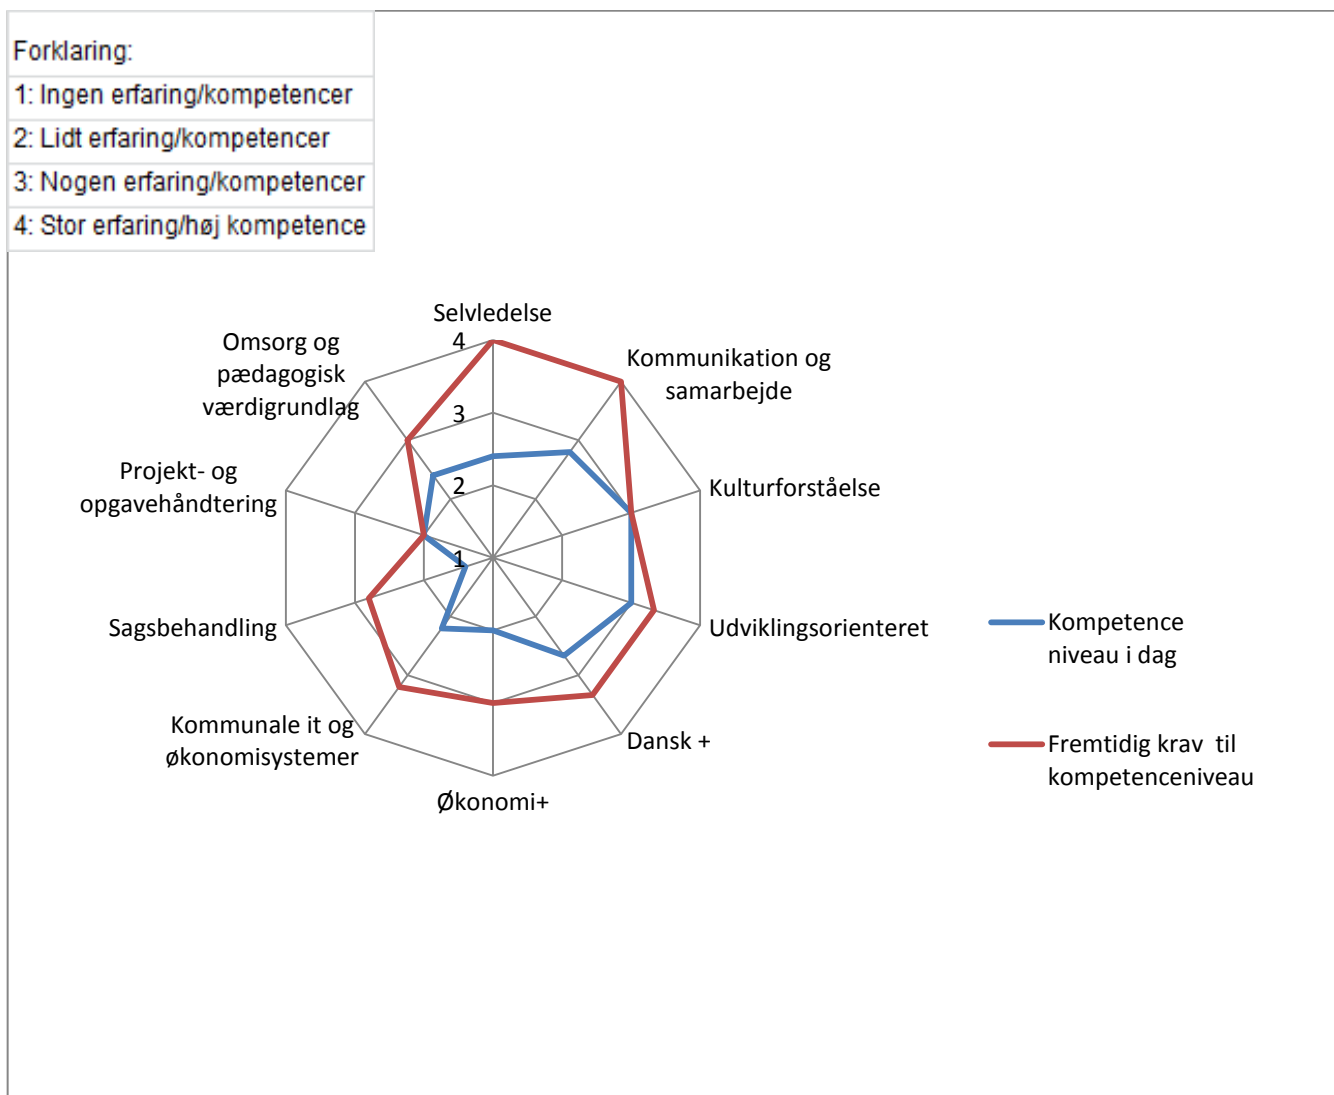 Forklaring:
1: Ingen erfaring/kompetencer
2: Lidt erfaring/kompetencer
3: Nogen erfaring/kompetencer
4: Stor erfaring/høj kompetence
Selvledelse
Kommunikation og
samarbejde
Kulturforståelse
Udviklingsorienteret
Dansk +
Økonomi+
Kommunale it og
økonomisystemer
Sagsbehandling
Projekt- og
opgavehåndtering
Omsorg og
pædagogisk
værdigrundlag
4
3
2
1
Kompetence
niveau i dag
Fremtidig krav  til
kompetenceniveau